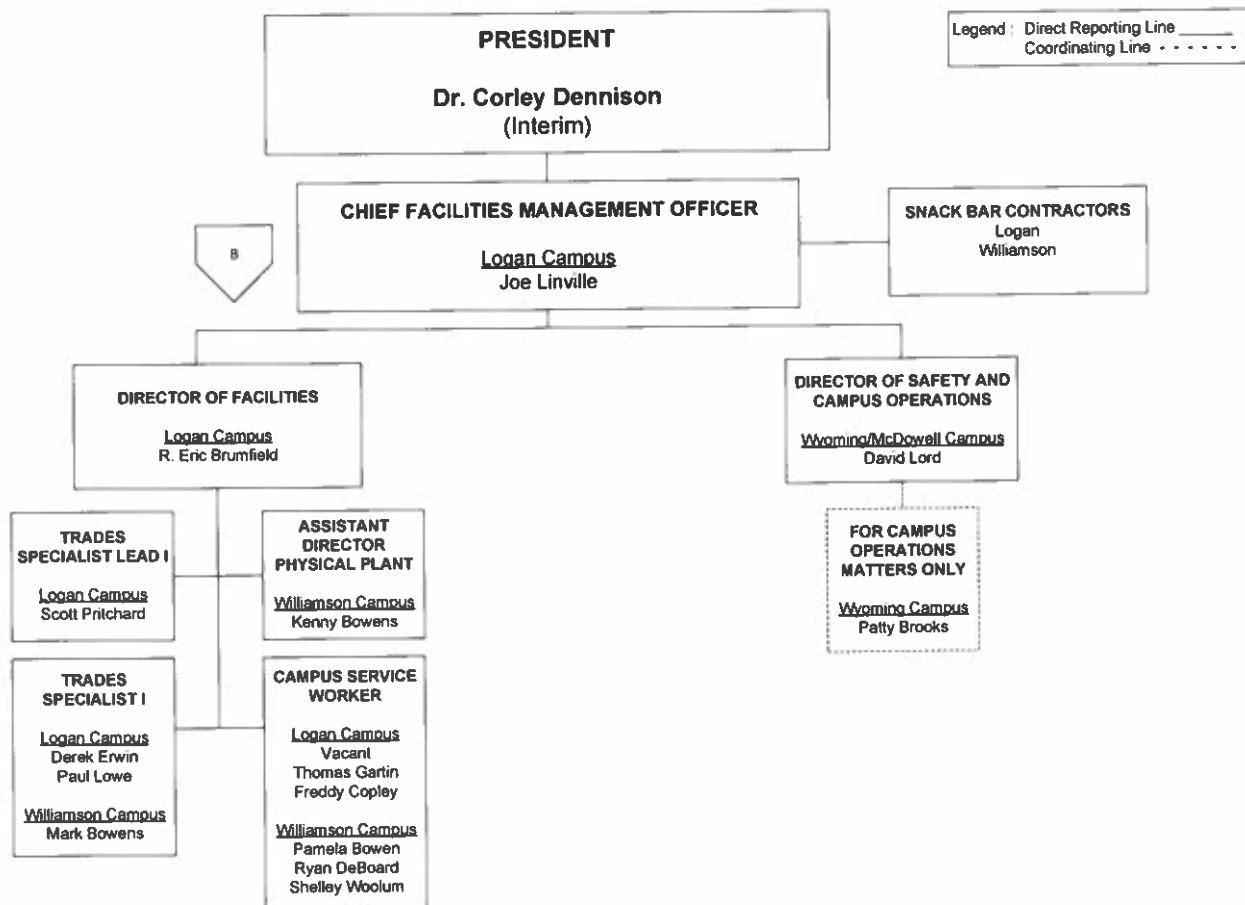 PRESIDENT
Dr. Corley Dennison
(Interim)
Legend : Direct Reporting Line ______
Coordinating Line - - - - - -
CHIEF FACILITIES MANAGEMENT OFFICER
Logan Campus
Joe Linville
SNACK BAR CONTRACTORS
Logan
Williamson
B
DIRECTOR OF FACILITIES
Logan Campus
R. Eric Brumfield
DIRECTOR OF SAFETY AND
CAMPUS OPERATIONS
Wyoming/McDowell Campus
David Lord
TRADES
SPECIALIST LEAD I
Logan Campus
Scott Pritchard
ASSISTANT
DIRECTOR
PHYSICAL PLANT
Williamson Campus
Kenny Bowens
FOR CAMPUS
OPERATIONS
MATTERS ONLY
Wyoming Campus
Patty Brooks
TRADES
SPECIALIST I
Logan Campus
Derek Erwin
Paul Lowe
Williamson Campus
Mark Bowens
CAMPUS SERVICE
WORKER
Logan Campus
Vacant
Thomas Gartin
Freddy Copley
Williamson Campus
Pamela Bowen
Ryan DeBoard
Shelley Woolum